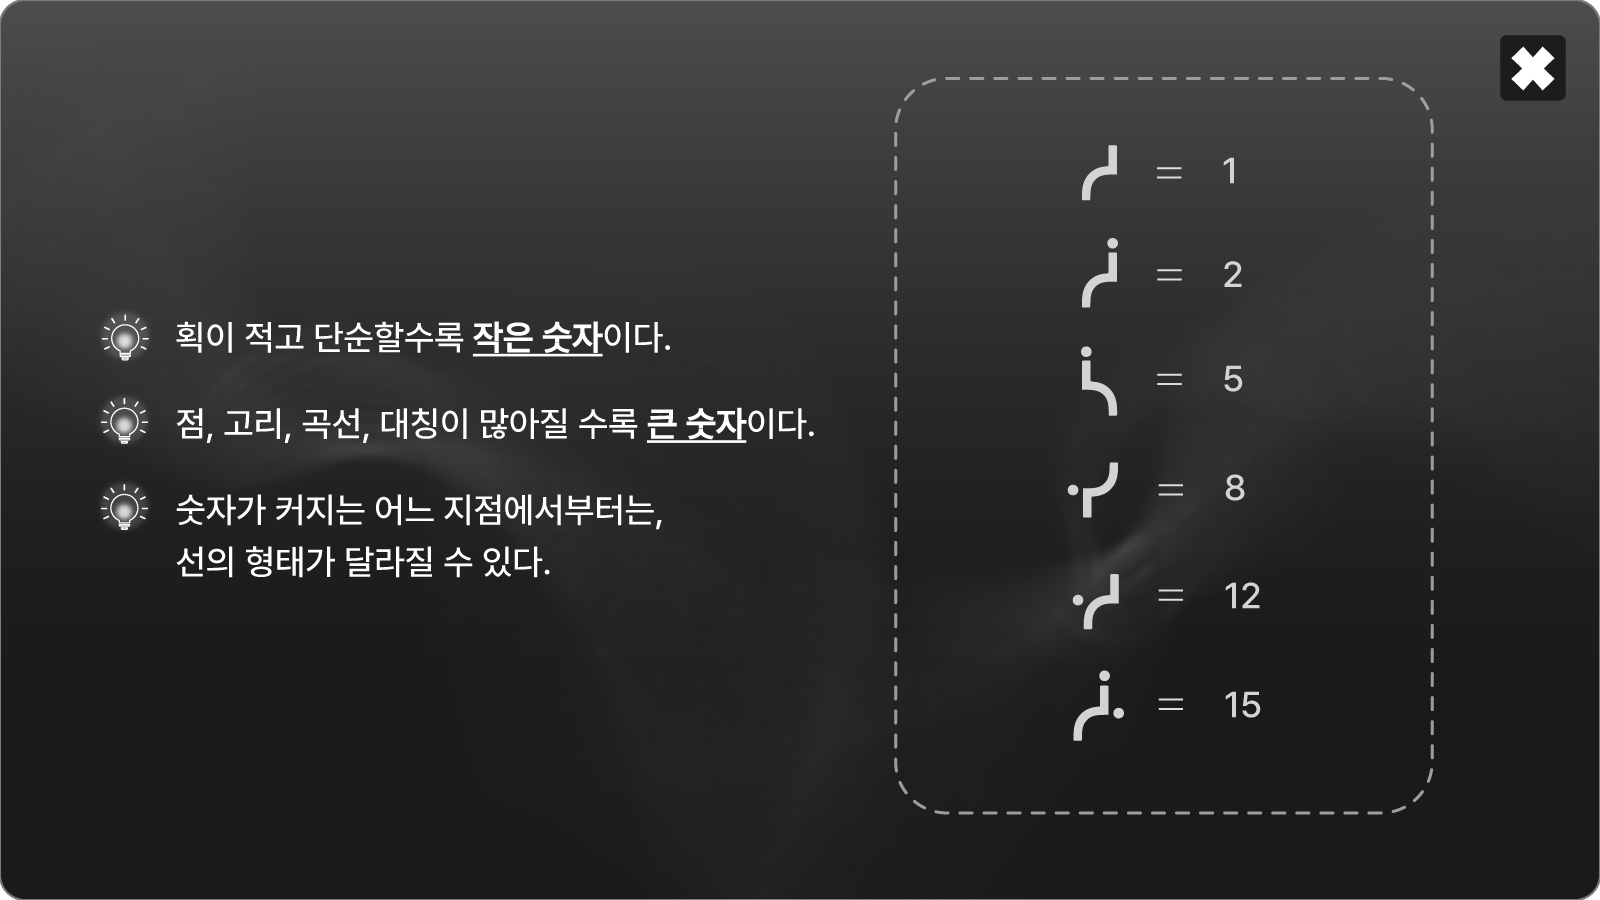 획이 적고 단순할수록 작은 숫자이다.
점, 고리, 곡선, 대칭이 많아질 수록 큰 숫자이다.
숫자가 커지는 어느 지점에서부터는,
선의 형태가 달라질 수 있다.
= 1
= 2
= 5
= 8
= 12
= 15